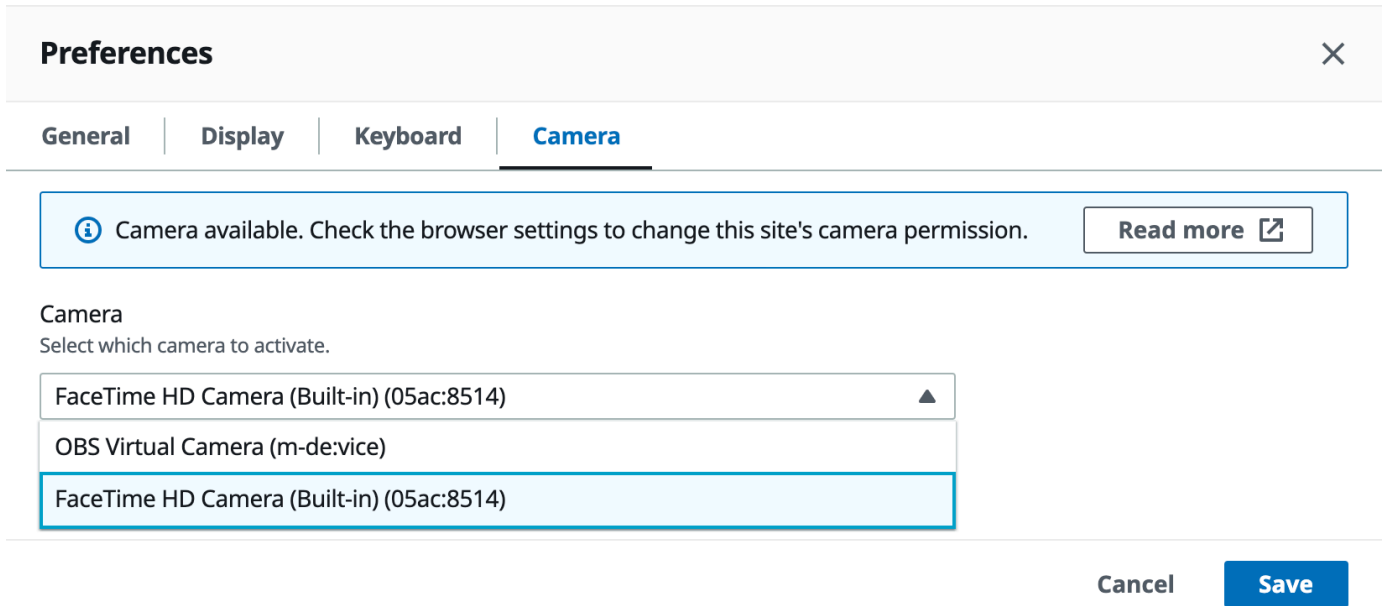 Preferences
General
Display
Keyboard
Camera
Camera available. Check the browser settings to change this site's camera permission.
Read more
Camera
Select which camera to activate.
FaceTime HD Camera (Built-in) (05ac:8514)
OBS Virtual Camera (m-de:vice)
FaceTime HD Camera (Built-in) (05ac:8514)
Cancel
Save